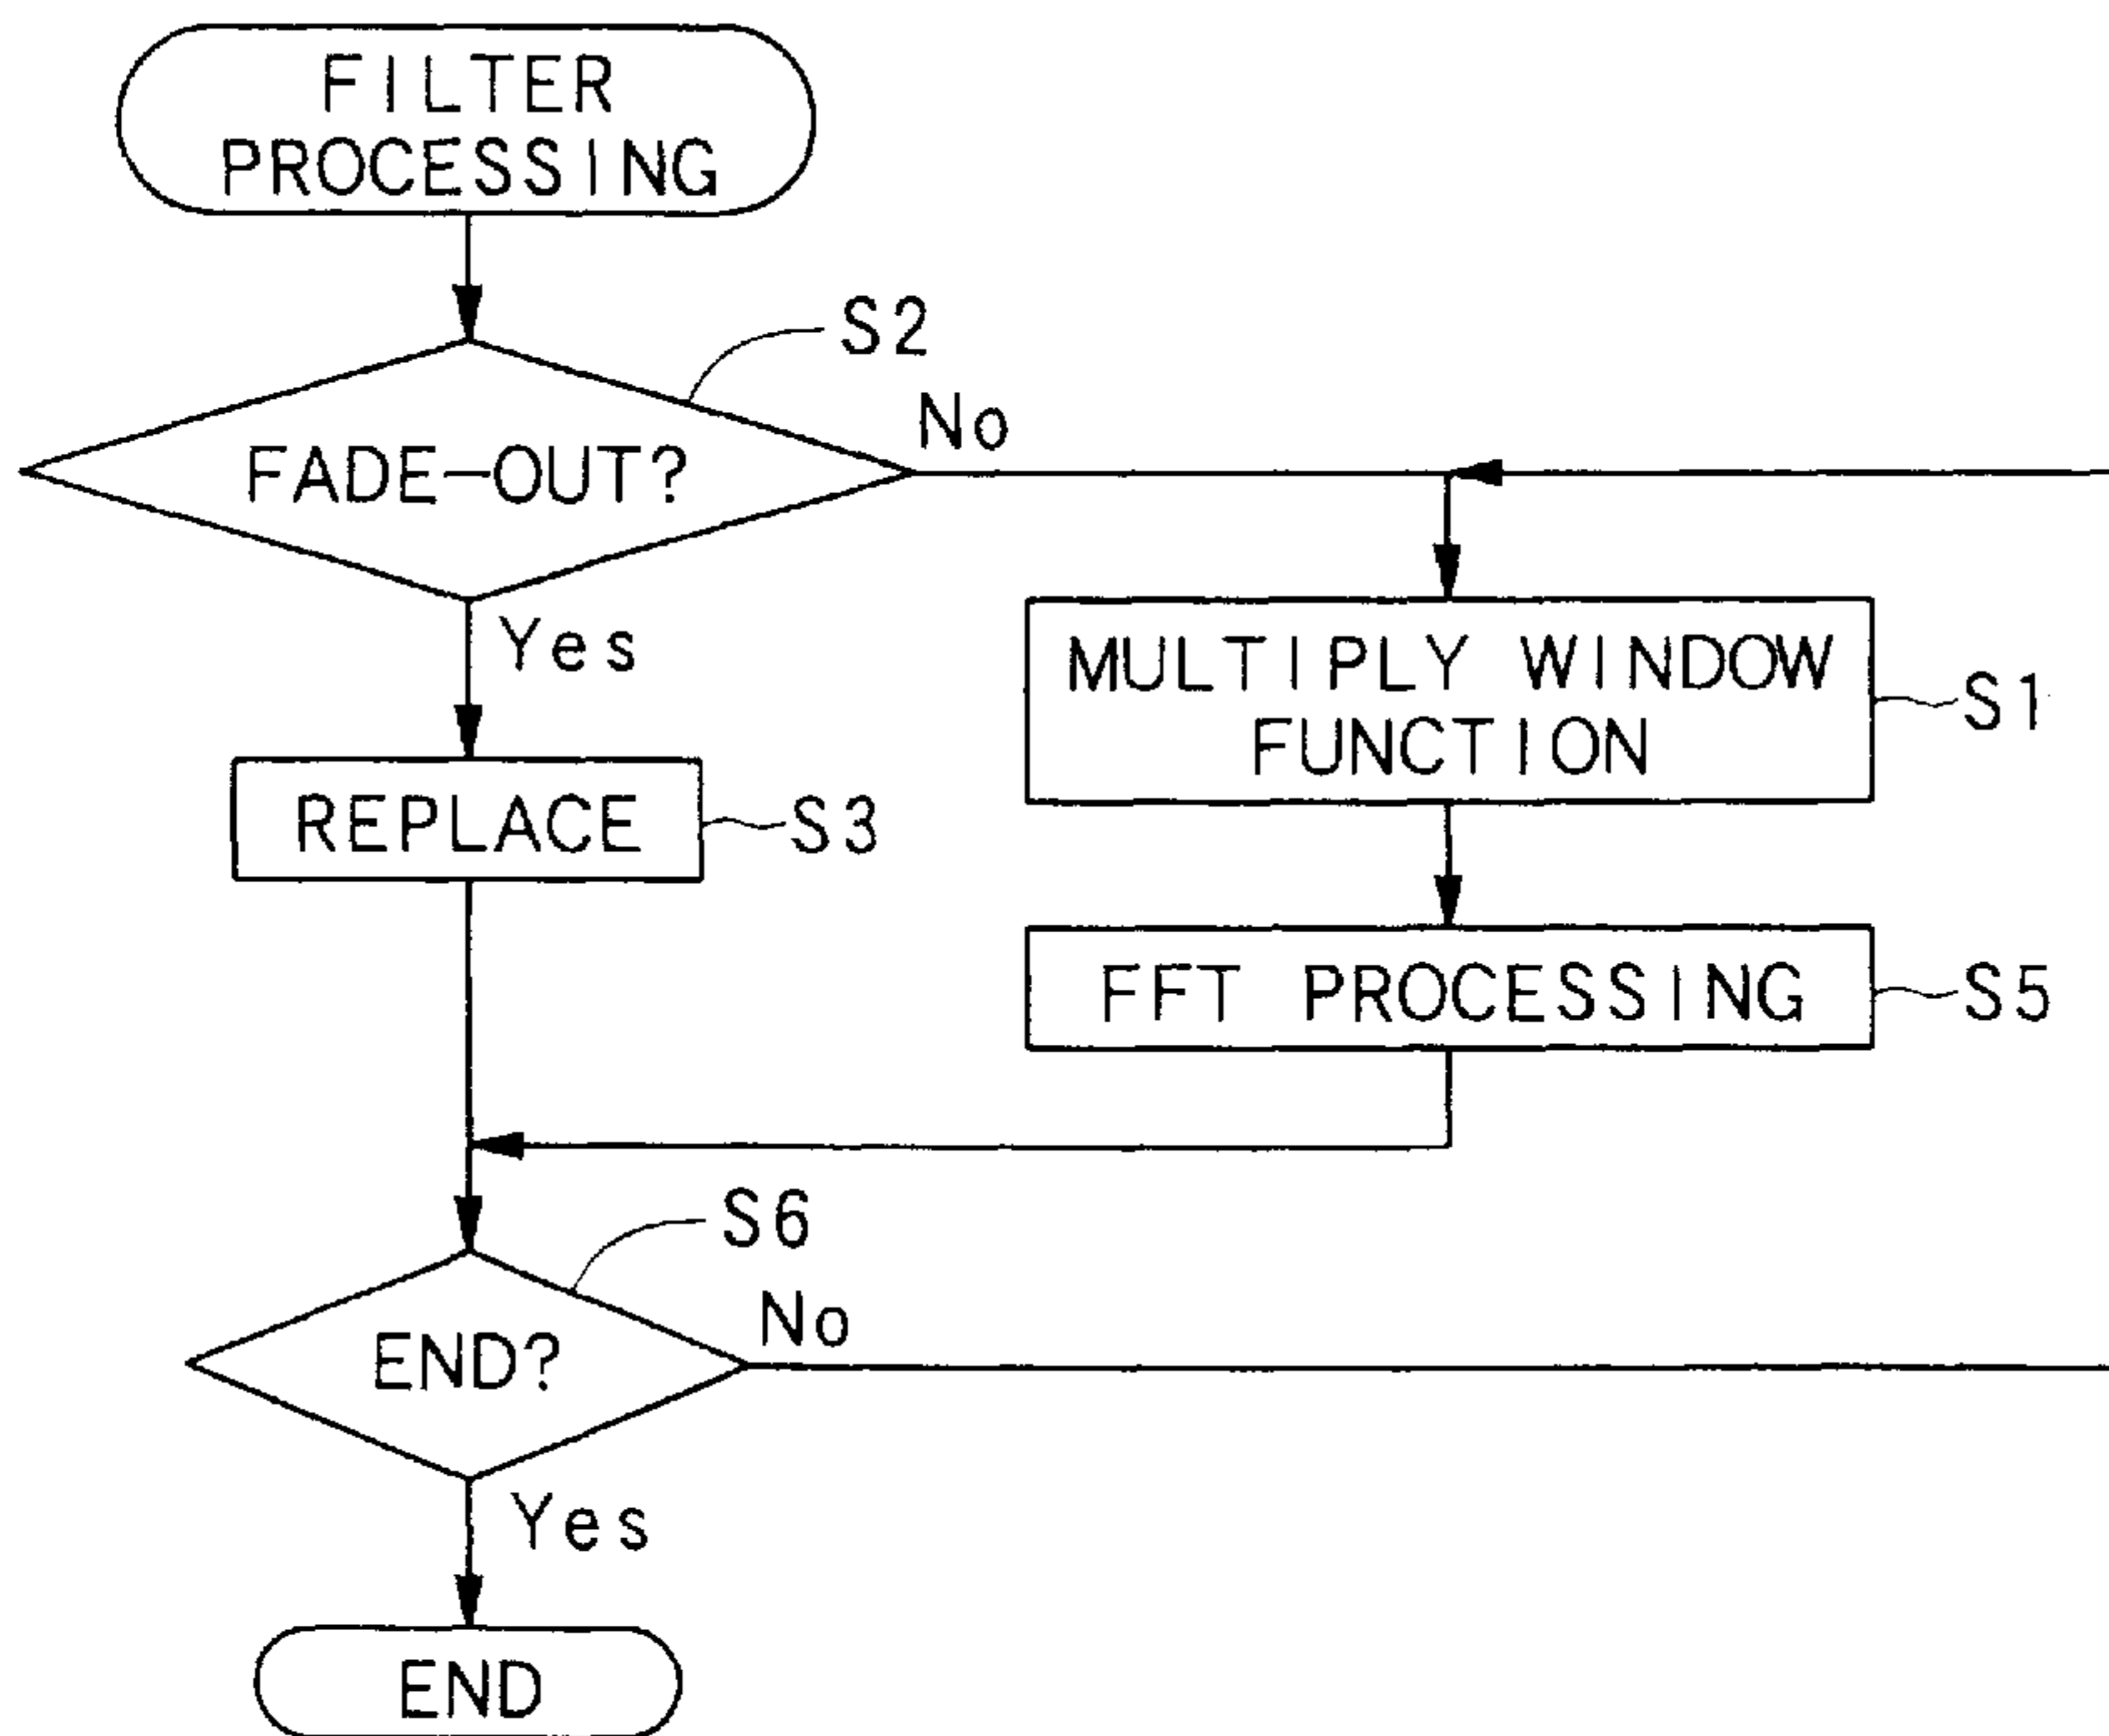 FILTER
PROCESSING
S2
No
FADE-OUT?
Yes
MULTIPLY WINDOW
FUNCTION
S1
REPLACE
S3
FFT PROCESSING
S5
S6
No
END?
Yes
END